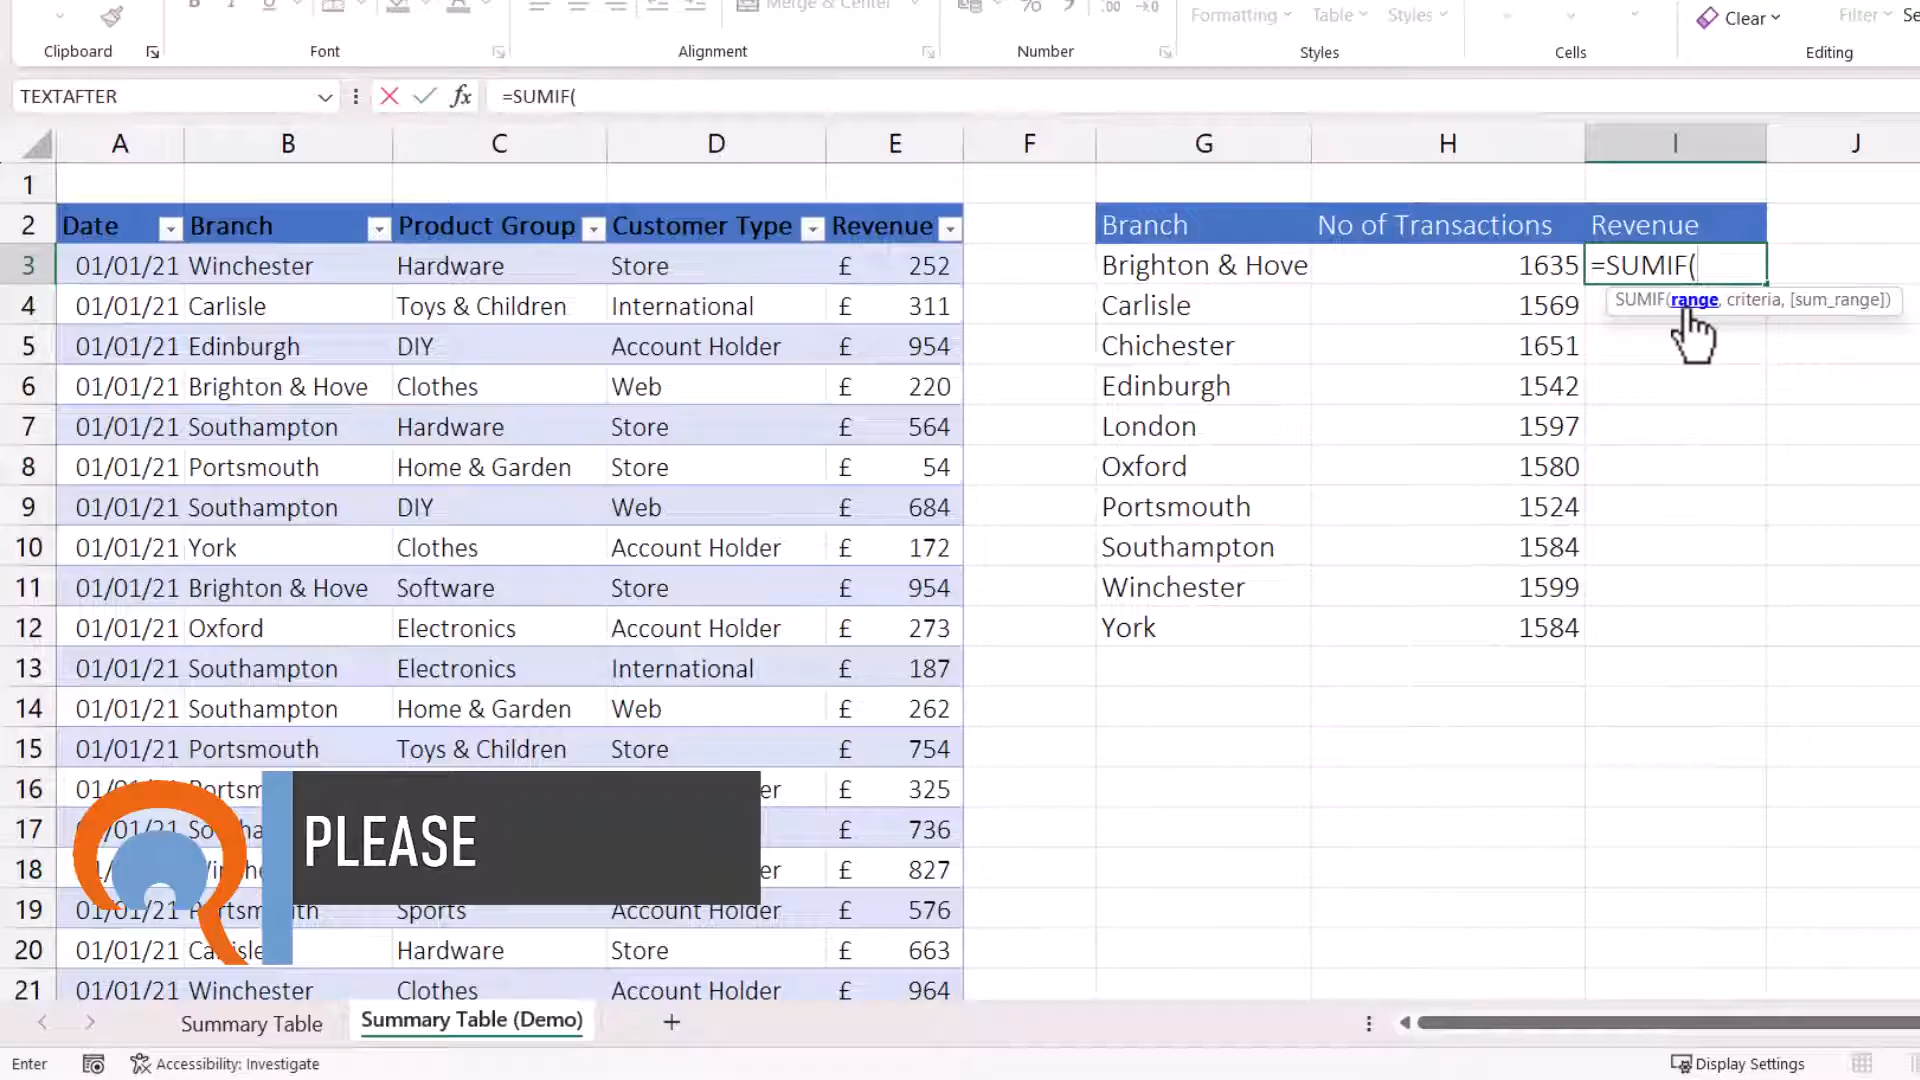 Merge & Center
Formatting Table Styles Clear Filter
Clipboard Font Alignment Number Styles Cells Editing
TEXTAFTER fx =SUMIF(
A B C D E F G H I J
1
2 Date Branch Product Group Customer Type Revenue Branch No of Transactions Revenue
3 01/01/21 Winchester Hardware Store £ 252 Brighton & Hove 1635 =SUMIF(
SUMIF(range, criteria, [sum_range])
4 01/01/21 Carlisle Toys & Children International £ 311 Carlisle 1569
5 01/01/21 Edinburgh DIY Account Holder £ 954 Chichester 1651
6 01/01/21 Brighton & Hove Clothes Web £ 220 Edinburgh 1542
7 01/01/21 Southampton Hardware Store £ 564 London 1597
8 01/01/21 Portsmouth Home & Garden Store £ 54 Oxford 1580
9 01/01/21 Southampton DIY Web £ 684 Portsmouth 1524
10 01/01/21 York Clothes Account Holder £ 172 Southampton 1584
11 01/01/21 Brighton & Hove Software Store £ 954 Winchester 1599
12 01/01/21 Oxford Electronics Account Holder £ 273 York 1584
13 01/01/21 Southampton Electronics International £ 187
14 01/01/21 Southampton Home & Garden Web £ 262
15 01/01/21 Portsmouth Toys & Children Store £ 754
16 £ 325
PLEASE
17 £ 736
18 £ 827
19 01/01/21 Sports Account Holder £ 576
20 01/01/21 Hardware Store £ 663
21 01/01/21 Winchester Clothes Account Holder £ 964
Summary Table Summary Table (Demo) +
Enter Accessibility: Investigate Display Settings